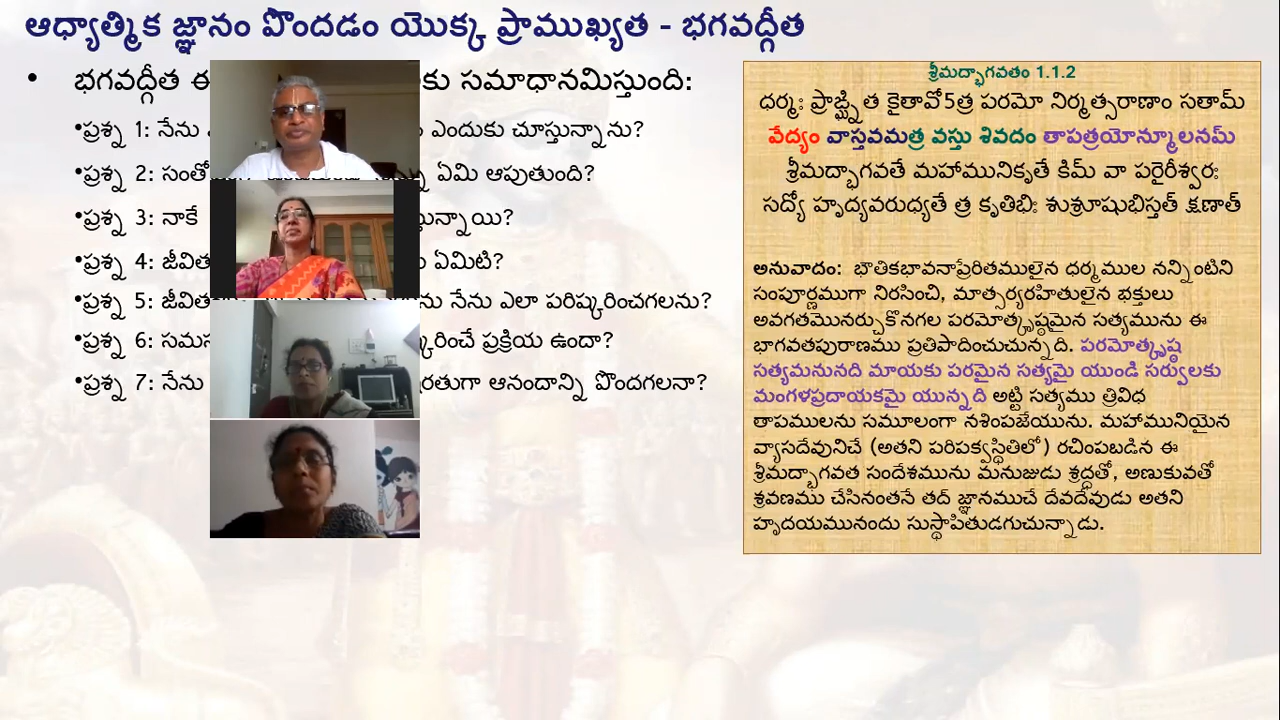 ఆధ్యాత్మిక జ్ఞానం పొందడం యొక్క ప్రాముఖ్యత - భగవద్గీత
• భగవద్గీత ఈ కు సమాధానమిస్తుంది:
•ప్రశ్న 1: నేను ఎందుకు చూస్తున్నాను?
•ప్రశ్న 2: ఏమి ఆపుతుంది?
•ప్రశ్న 3: నాకే
•ప్రశ్న 4: ఏమిటి?
•ప్రశ్న 5: నేను ఎలా పరిష్కరించగలను?
•ప్రశ్న 6: ప్రక్రియ ఉందా?
•ప్రశ్న 7: నేను ఆనందాన్ని పొందగలనా?
శ్రీమద్భాగవతం 1.1.2
ధర్మః ప్రొజ్ఝిత కైతావో5త్ర పరమో నిర్మత్సరాణాం సతామ్
వేద్యం వాస్తవమత్ర వస్తు శివదం తాపత్రయోన్మూలనమ్
శ్రీమద్భాగవతే మహామునికృతే కిమ్ వా పరైరీశ్వరః
సద్యో హృద్యవరుధ్యతే త్ర కృతిభిః శుశ్రూషుభిస్తత్ క్షణాత్
అనువాదం: భౌతికభావనాప్రేరితములైన ధర్మముల నన్నింటిని
సంపూర్ణముగా నిరసించి, మాత్సర్యరహితులైన భక్తులు
అవగతమొనర్చుకొనగల పరమోత్కృష్ఠమైన సత్యమును ఈ
భాగవతపురాణము ప్రతిపాదించుచున్నది. పరమోత్కృష్ఠ
సత్యమనునది మాయకు పరమైన సత్యమై యుండి సర్వులకు
మంగళప్రదాయకమై యున్నది అట్టి సత్యము త్రివిధ
తాపములను సమూలంగా నశింపజేయును. మహామునియైన
వ్యాసదేవునిచే (అతని పరిపక్వస్థితిలో) రచింపబడిన ఈ
శ్రీమద్భాగవత సందేశమును మనుజుడు శ్రద్ధతో, అణుకువతో
శ్రవణము చేసినంతనే తద్ జ్ఞానముచే దేవదేవుడు అతని
హృదయమునందు సుస్థాపితుడగుచున్నాడు.